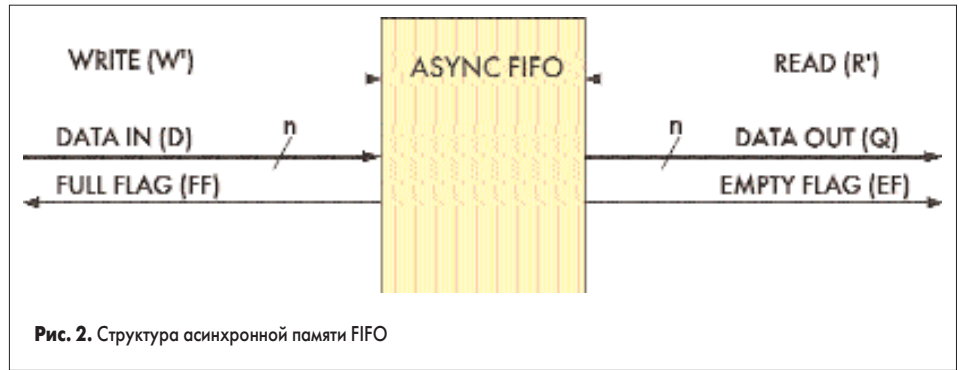 WRITE (W')
ASYNC FIFO
READ (R')
DATA IN (D)
n
n
DATA OUT (Q)
FULL FLAG (FF)
EMPTY FLAG (EF)
Рис. 2. Структура асинхронной памяти FIFO